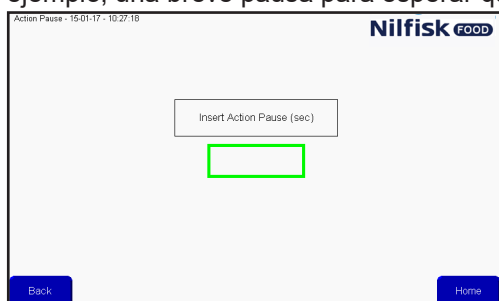 ejemplo, una breve pausa para esperar qu
Action Pause - 15-01-17 - 10:27:18
Nilfisk FOOD
Insert Action Pause (sec)
Back
Home